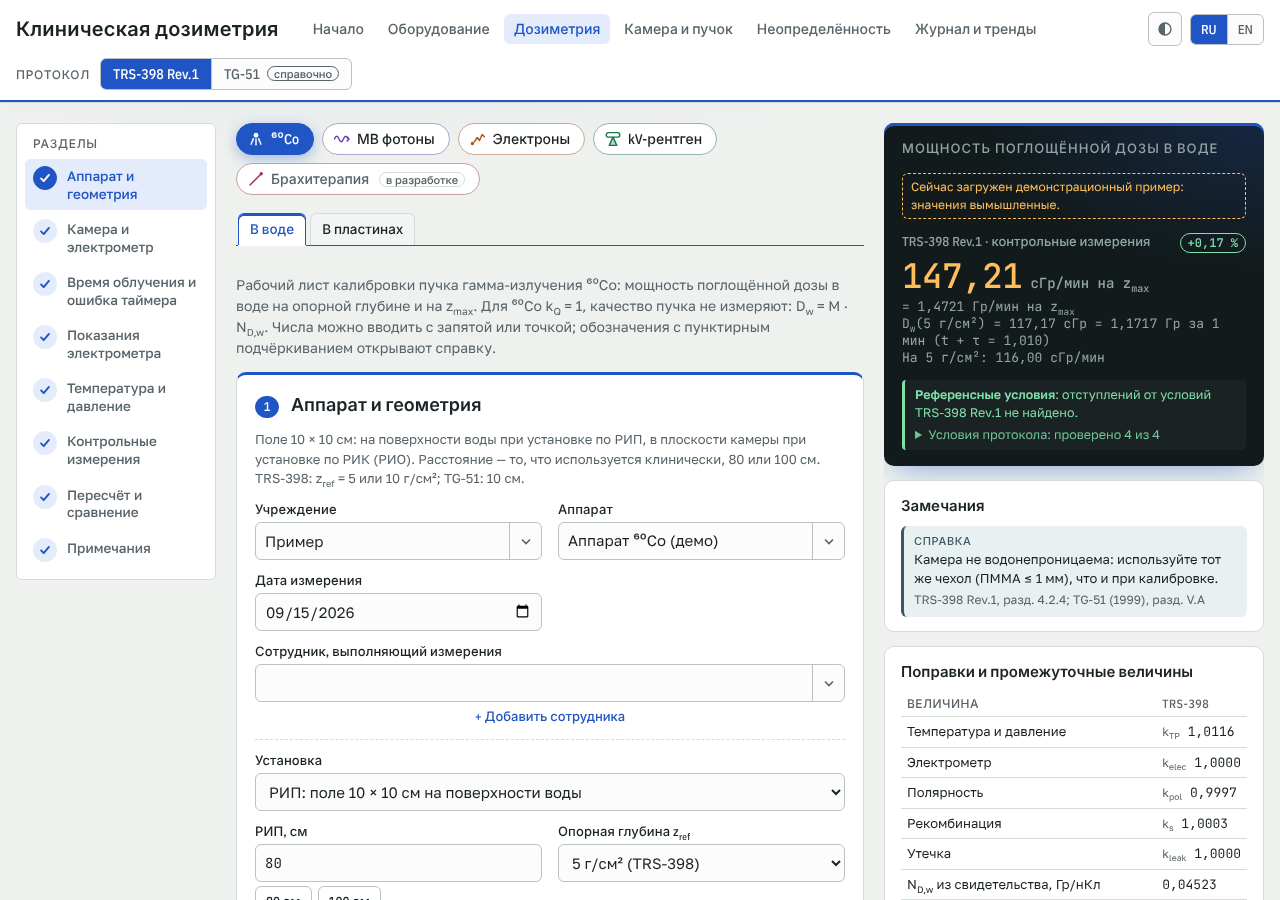 Клиническая дозиметрия
Начало
Оборудование
Дозиметрия
Камера и пучок
Неопределённость
Журнал и тренды
RU
EN
ПРОТОКОЛ
TRS-398 Rev.1
TG-51 справочно
РАЗДЕЛЫ
Аппарат и
геометрия
Камера и
электрометр
Время облучения и
ошибка таймера
Показания
электрометра
Температура и
давление
Контрольные
измерения
Пересчёт и
сравнение
Примечания
⁶⁰Co
МВ фотоны
Электроны
kV-рентген
Брахитерапия в разработке
В воде
В пластинах
Рабочий лист калибровки пучка гамма-излучения ⁶⁰Co: мощность поглощённой дозы в
воде на опорной глубине и на zmax. Для ⁶⁰Co kQ = 1, качество пучка не измеряют: Dw = M ·
ND,w. Числа можно вводить с запятой или точкой; обозначения с пунктирным
подчёркиванием открывают справку.
1 Аппарат и геометрия
Поле 10 × 10 см: на поверхности воды при установке по РИП, в плоскости камеры при
установке по РИК (РИО). Расстояние — то, что используется клинически, 80 или 100 см.
TRS-398: zref = 5 или 10 г/см²; TG-51: 10 см.
Учреждение
Аппарат
Пример
Аппарат ⁶⁰Co (демо)
Дата измерения
09/15/2026
Сотрудник, выполняющий измерения
+ Добавить сотрудника
Установка
РИП: поле 10 × 10 см на поверхности воды
РИП, см
Опорная глубина zref
80
5 г/см² (TRS-398)
80 см
100 см
МОЩНОСТЬ ПОГЛОЩЁННОЙ ДОЗЫ В ВОДЕ
Сейчас загружен демонстрационный пример:
значения вымышленные.
TRS-398 Rev.1 · контрольные измерения
+0,17 %
147,21 сГр/мин на zmax
= 1,4721 Гр/мин на zmax
Dw(5 г/см²) = 117,17 сГр = 1,1717 Гр за 1
мин (t + τ = 1,010)
На 5 г/см²: 116,00 сГр/мин
Референсные условия: отступлений от условий
TRS-398 Rev.1 не найдено.
Условия протокола: проверено 4 из 4
Замечания
СПРАВКА
Камера не водонепроницаема: используйте тот
же чехол (ПММА ≤ 1 мм), что и при калибровке.
TRS-398 Rev.1, разд. 4.2.4; TG-51 (1999), разд. V.A
Поправки и промежуточные величины
ВЕЛИЧИНА TRS-398
Температура и давление kTP 1,0116
Электрометр kelec 1,0000
Полярность kpol 0,9997
Рекомбинация ks 1,0003
Утечка kleak 1,0000
ND,w из свидетельства, Гр/нКл 0,04523